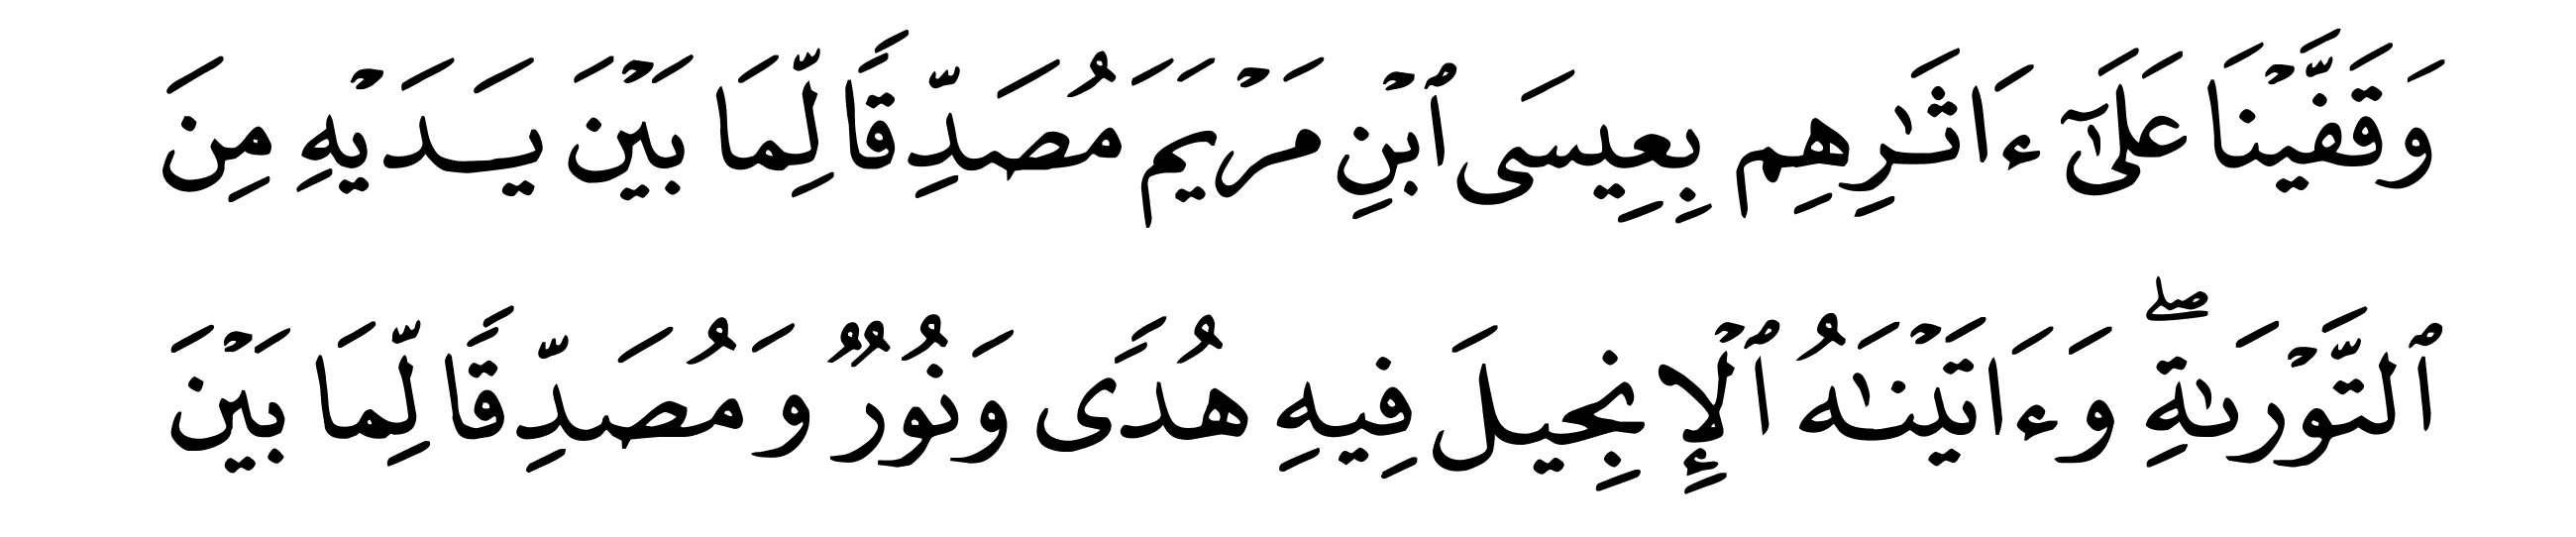 وَقَفَّيۡنَا عَلَىٰٓ ءَاثَٰرِهِم بِعِيسَى ٱبۡنِ مَرۡيَمَ مُصَدِّقٗا لِّمَا بَيۡنَ يَدَيۡهِ مِنَ
ٱلتَّوۡرَىٰةِۖ وَءَاتَيۡنَٰهُ ٱلۡإِنجِيلَ فِيهِ هُدٗى وَنُورٞ وَمُصَدِّقٗا لِّمَا بَيۡنَ